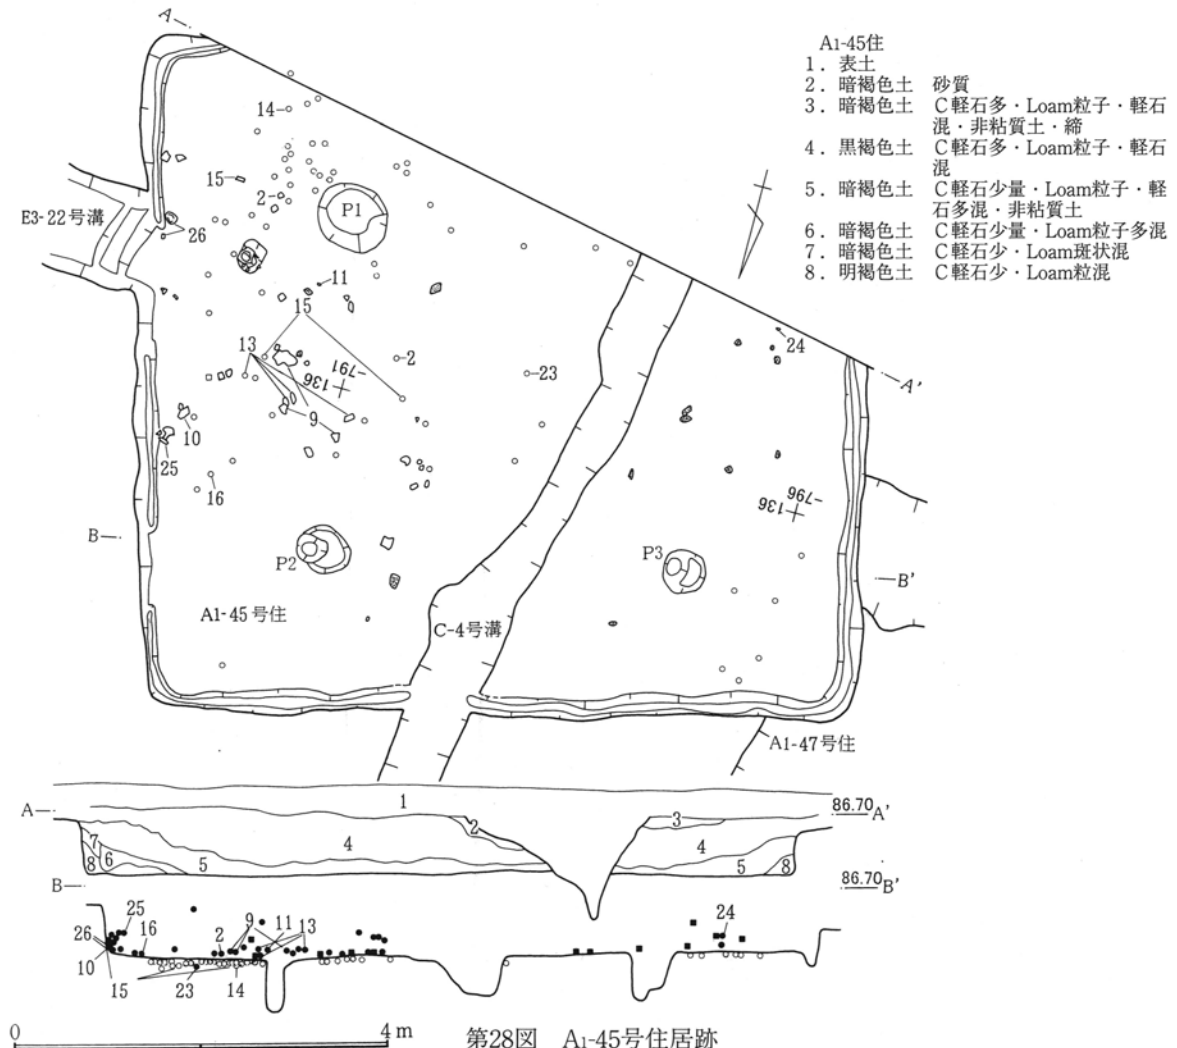 A1-45住
1．表土
2．暗褐色土　砂質
3．暗褐色土　C軽石多・Loam粒子・軽石
混・非粘質土・締
4．黒褐色土　C軽石多・Loam粒子・軽石
混
5．暗褐色土　C軽石少量・Loam粒子・軽
石多混・非粘質土
6．暗褐色土　C軽石少量・Loam粒子多混
7．暗褐色土　C軽石少・Loam斑状混
8．明褐色土　C軽石少・Loam粒混
A
14
15
2
P1
E3-22号溝
26
11
15
13
2
136
-791
23
24
A'
9
10
25
16
136
-796
B
P2
P3
B'
A1-45号住
C-4号溝
A1-47号住
A
1
86.70
A'
2
3
7
4
4
8
6
5
5
8
B
86.70
B'
25
9
11
24
26
16
2
13
10
15
23
14
0
4m
第28図　A1-45号住居跡